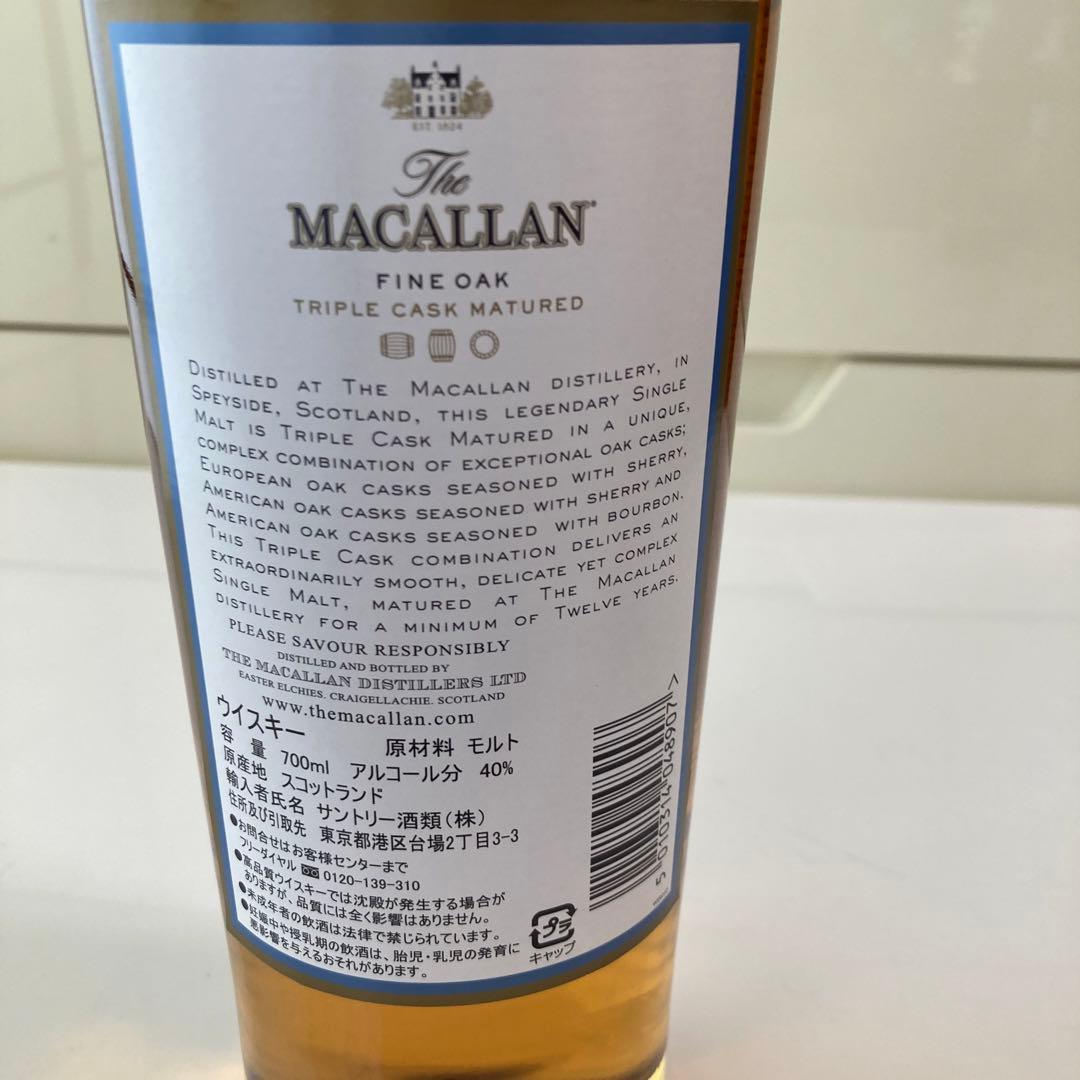 EST. 1824
The
MACALLAN
FINE OAK
TRIPLE CASK MATURED
DISTILLED AT THE MACALLAN DISTILLERY, IN
SPEYSIDE, SCOTLAND, THIS LEGENDARY SINGLE
MALT IS TRIPLE CASK MATURED IN A UNIQUE,
COMPLEX COMBINATION OF EXCEPTIONAL OAK CASKS;
EUROPEAN OAK CASKS SEASONED WITH SHERRY,
AMERICAN OAK CASKS SEASONED WITH SHERRY AND
AMERICAN OAK CASKS SEASONED WITH BOURBON.
THIS TRIPLE CASK COMBINATION DELIVERS AN
EXTRAORDINARILY SMOOTH, DELICATE YET COMPLEX
SINGLE MALT, MATURED AT THE MACALLAN
DISTILLERY FOR A MINIMUM OF TWELVE YEARS.
PLEASE SAVOUR RESPONSIBLY
DISTILLED AND BOTTLED BY
THE MACALLAN DISTILLERS LTD
EASTER ELCHIES. CRAIGELLACHIE. SCOTLAND
www.themacallan.com
ウイスキー 原材料 モルト
容量 700ml アルコール分 40%
原産地 スコットランド
輸入者氏名 サントリー酒類(株)
住所及び引取先 東京都港区台場2丁目3-3
●お問合せはお客様センターまで
フリーダイヤル 0120-139-310
●高品質ウイスキーでは沈殿が発生する場合が
ありますが、品質には全く影響はありません。
●未成年者の飲酒は法律で禁じられています。
●妊娠中や授乳期の飲酒は、胎児・乳児の発育に
悪影響を与えるおそれがあります。
プラ
キャップ
5 010314 048907 >